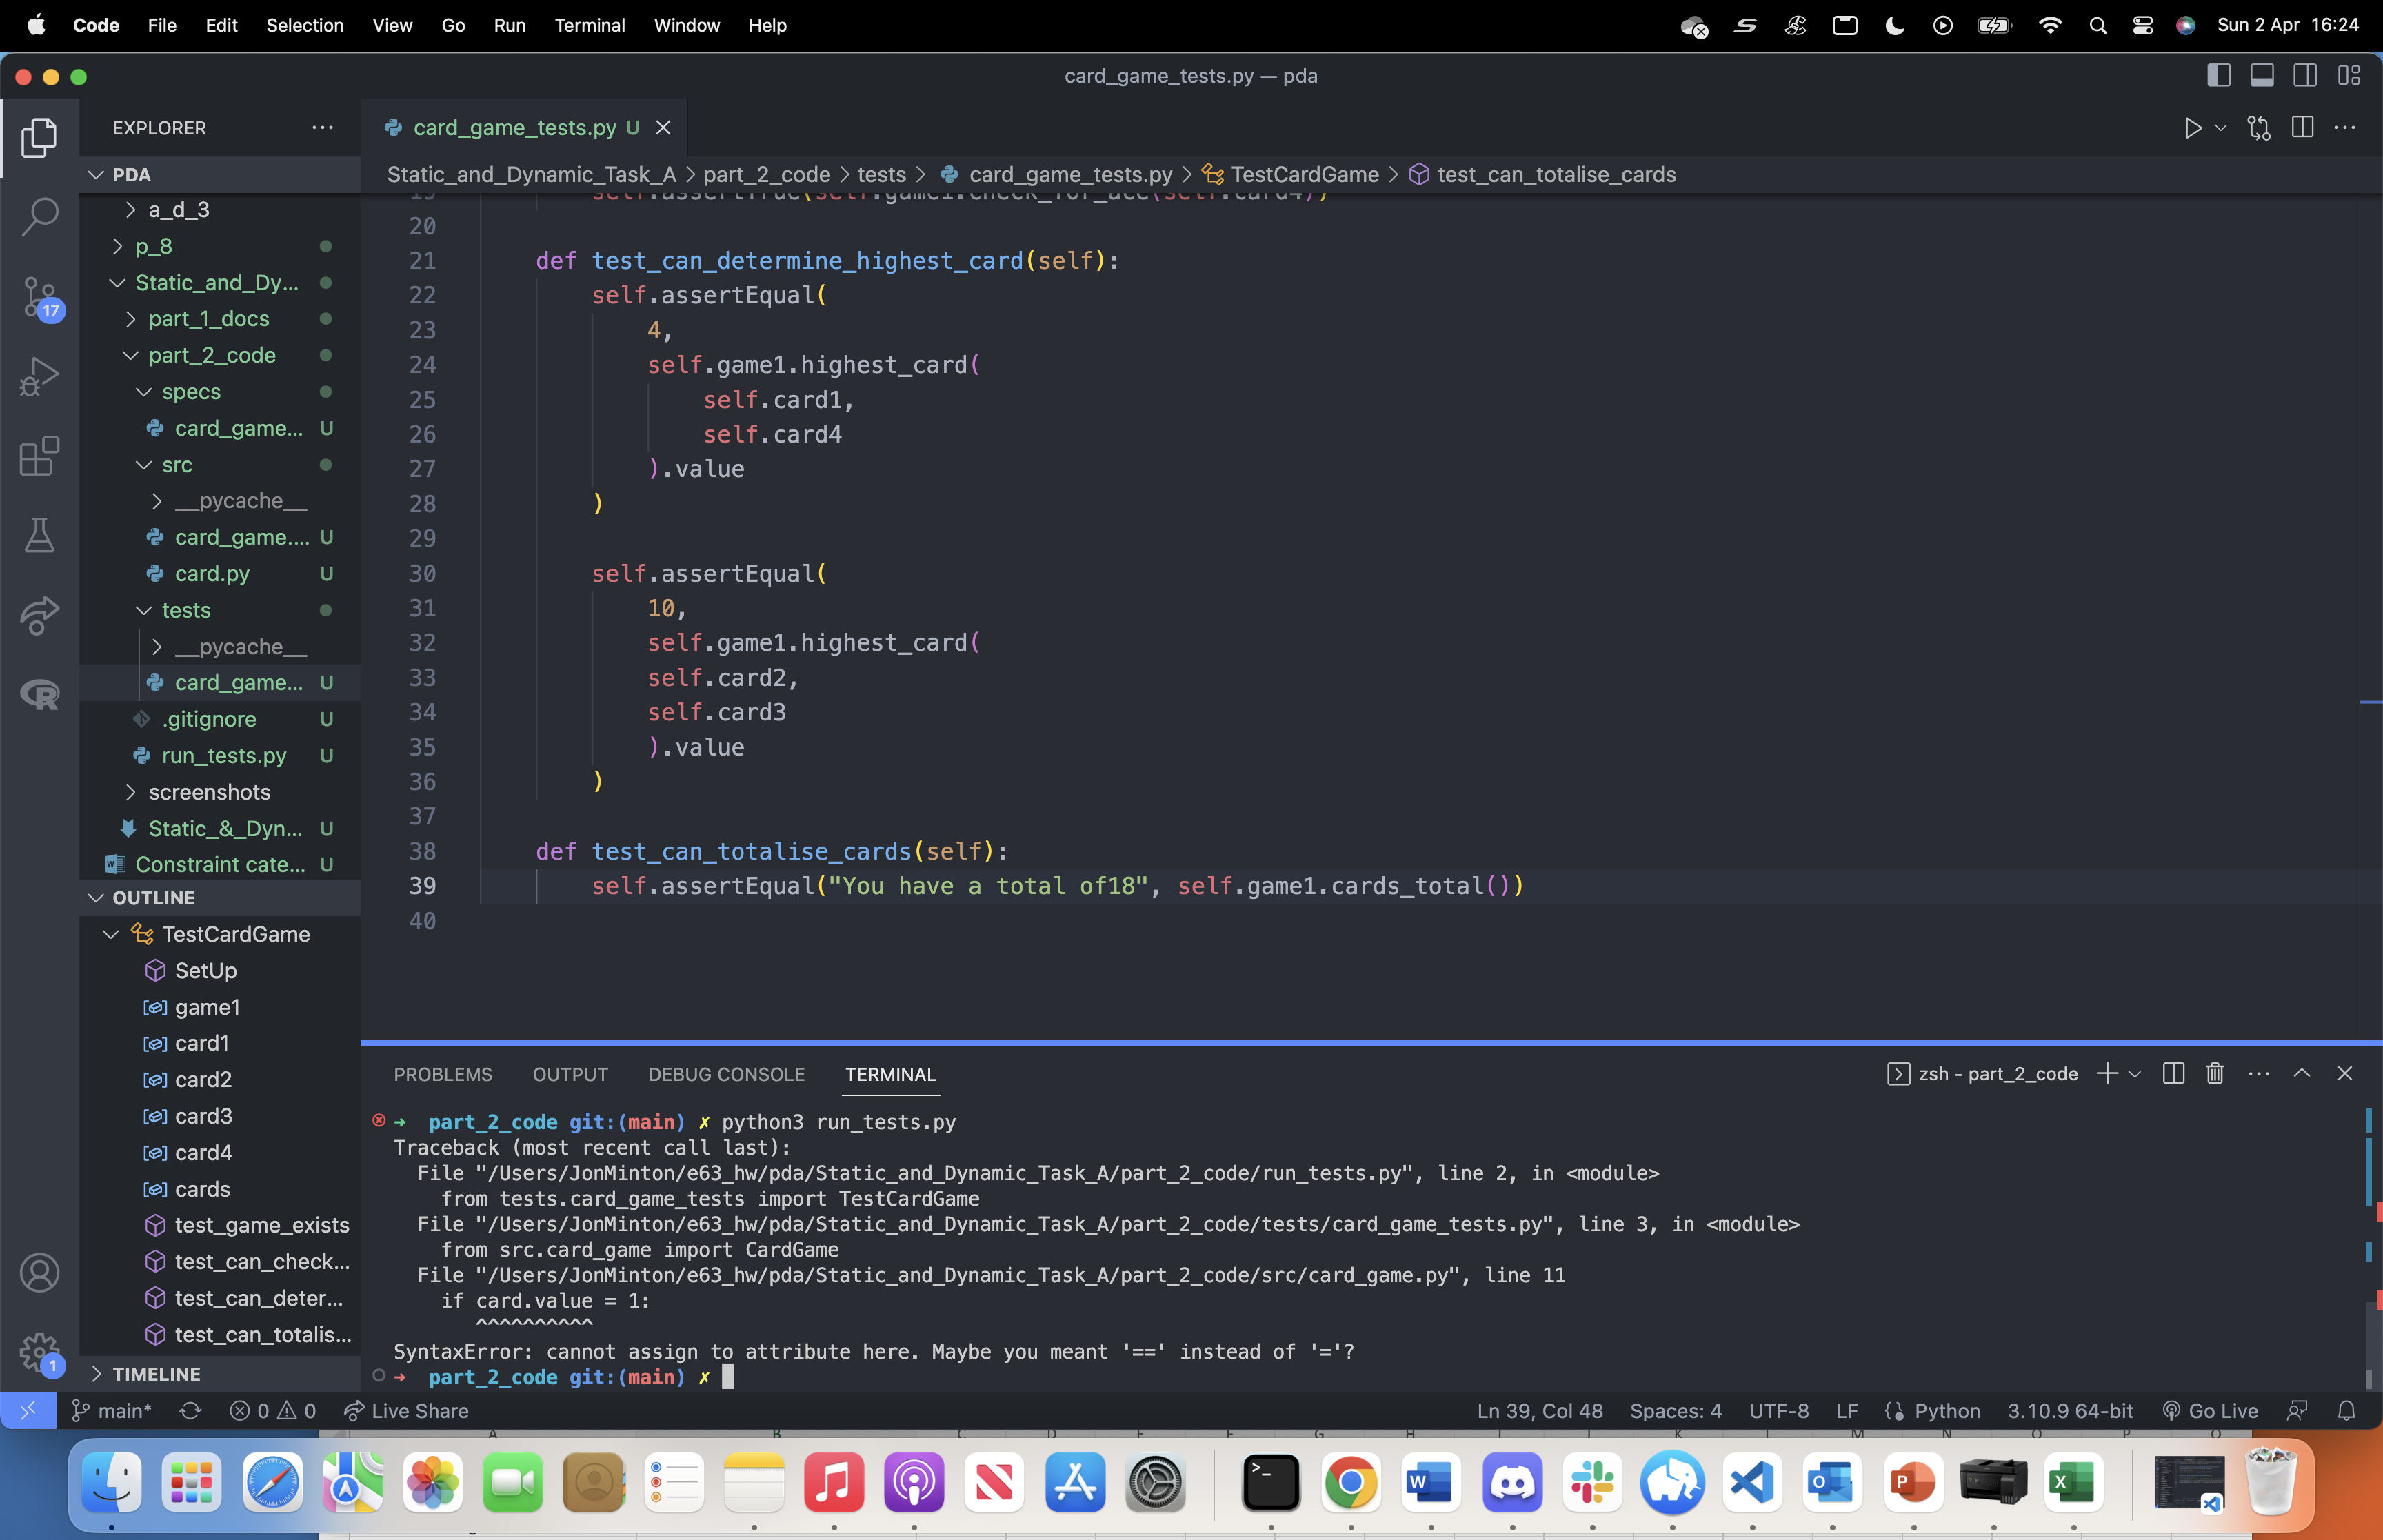 Code File Edit Selection View Go Run Terminal Window Help Sun 2 Apr 16:24
card_game_tests.py — pda
EXPLORER
PDA
a_d_3
p_8
Static_and_Dy...
part_1_docs
part_2_code
specs
card_game... U
src
__pycache__
card_game.... U
card.py U
tests
__pycache__
card_game... U
.gitignore U
run_tests.py U
screenshots
Static_&_Dyn... U
Constraint cate... U
OUTLINE
TestCardGame
SetUp
game1
card1
card2
card3
card4
cards
test_game_exists
test_can_check...
test_can_deter...
test_can_totalis...
TIMELINE
17
1
card_game_tests.py U
Static_and_Dynamic_Task_A > part_2_code > tests > card_game_tests.py > TestCardGame > test_can_totalise_cards
19 self.assertTrue(self.game1.check_for_ace(self.card4))
20
21 def test_can_determine_highest_card(self):
22 self.assertEqual(
23 4,
24 self.game1.highest_card(
25 self.card1,
26 self.card4
27 ).value
28 )
29
30 self.assertEqual(
31 10,
32 self.game1.highest_card(
33 self.card2,
34 self.card3
35 ).value
36 )
37
38 def test_can_totalise_cards(self):
39 self.assertEqual("You have a total of18", self.game1.cards_total())
40
PROBLEMS OUTPUT DEBUG CONSOLE TERMINAL zsh - part_2_code
➜ part_2_code git:(main) ✗ python3 run_tests.py
Traceback (most recent call last):
File "/Users/JonMinton/e63_hw/pda/Static_and_Dynamic_Task_A/part_2_code/run_tests.py", line 2, in <module>
from tests.card_game_tests import TestCardGame
File "/Users/JonMinton/e63_hw/pda/Static_and_Dynamic_Task_A/part_2_code/tests/card_game_tests.py", line 3, in <module>
from src.card_game import CardGame
File "/Users/JonMinton/e63_hw/pda/Static_and_Dynamic_Task_A/part_2_code/src/card_game.py", line 11
if card.value = 1:
^^^^^^^^^^
SyntaxError: cannot assign to attribute here. Maybe you meant '==' instead of '='?
➜ part_2_code git:(main) ✗
main* 0 0 Live Share Ln 39, Col 48 Spaces: 4 UTF-8 LF Python 3.10.9 64-bit Go Live